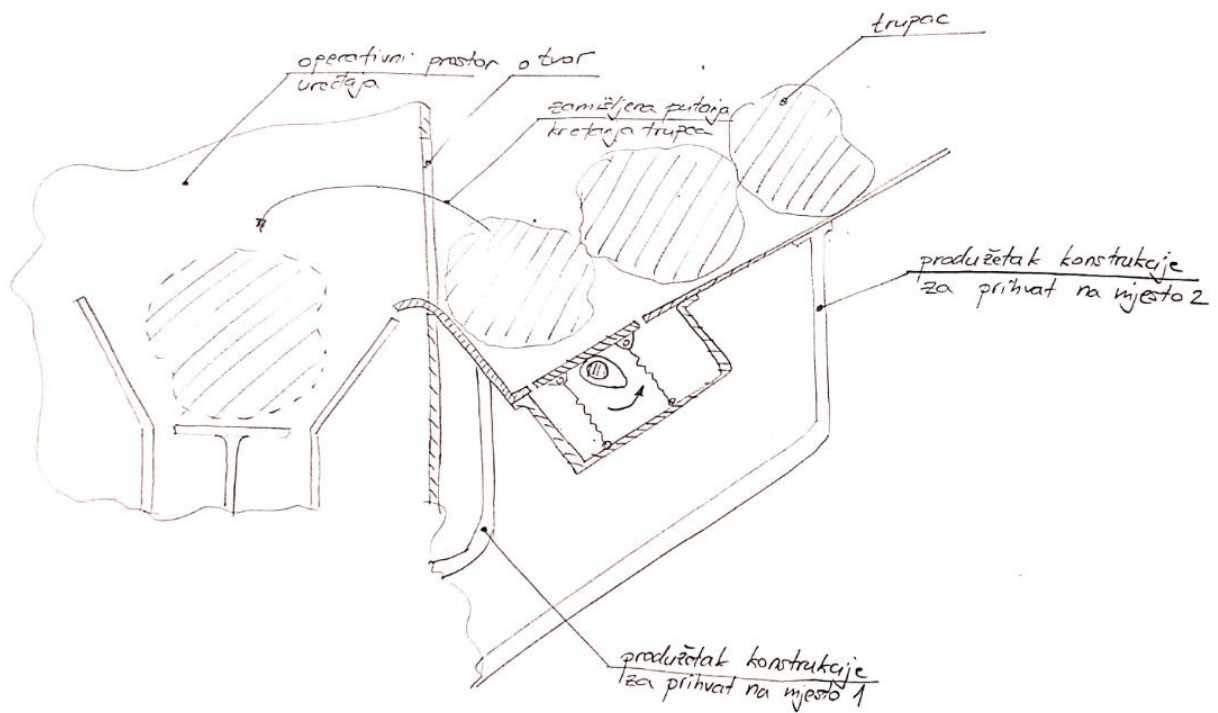 trupac
operativni prostor
uređaja
otvor
zamišljena putanja
kretanja trupca
produžetak konstrukcije
za prihvat na mjesto 2
produžetak konstrukcije
za prihvat na mjesto 1